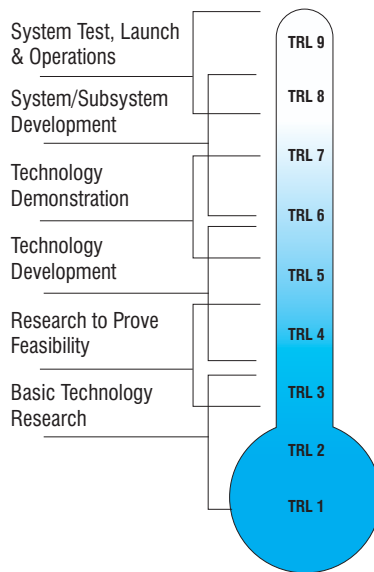 System Test, Launch
& Operations
System/Subsystem
Development
Technology
Demonstration
Technology
Development
Research to Prove
Feasibility
Basic Technology
Research
TRL 9
TRL 8
TRL 7
TRL 6
TRL 5
TRL 4
TRL 3
TRL 2
TRL 1